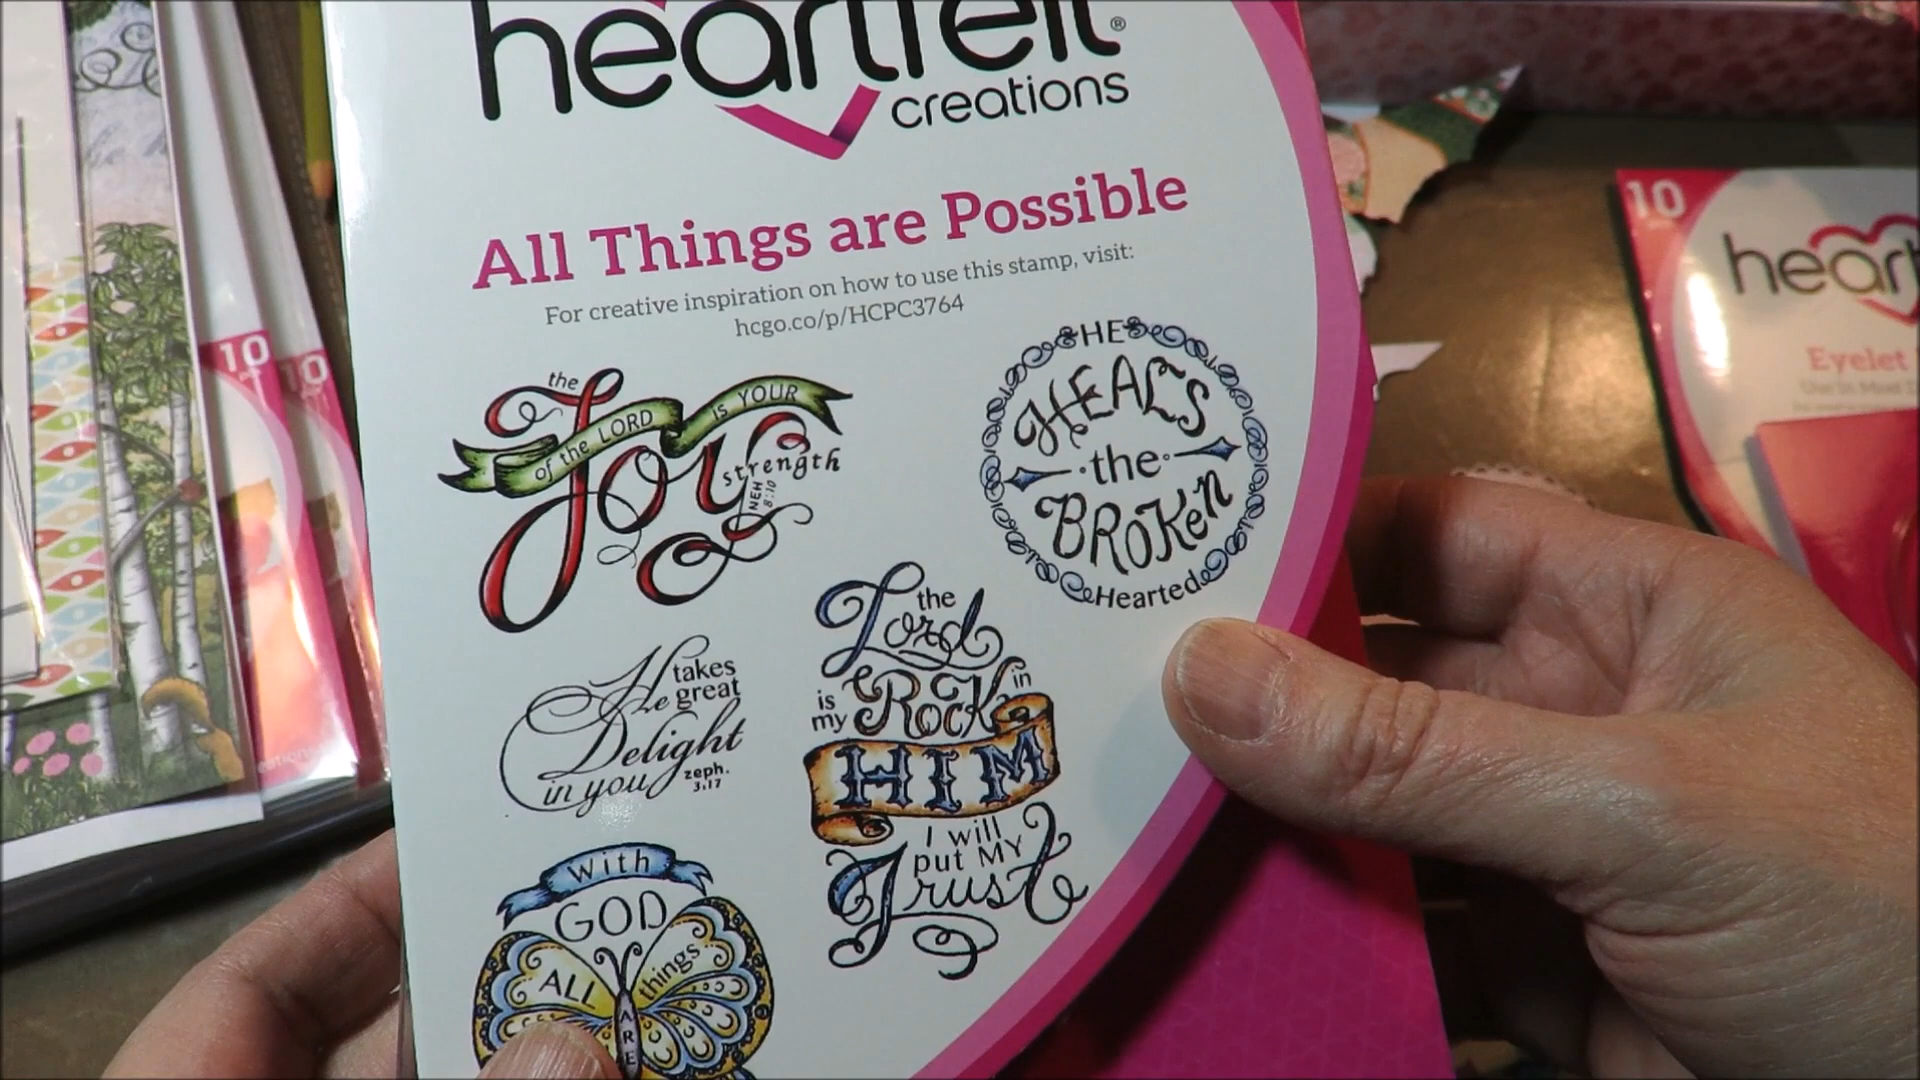 heartfelt®
creations
All Things are Possible
For creative inspiration on how to use this stamp, visit:
hcgo.co/p/HCPC3764
the
Joy
of the LORD IS YOUR
strength
NEH
8:10
HE
HEALS
the
BROKeN
Hearted
He takes
great
Delight
in you
zeph.
3.17
the
Lord
is my Rock in
HIM
I will
put MY
Trust
With
GOD
ALL things
ARE
10
10
10
hear
Eyelet